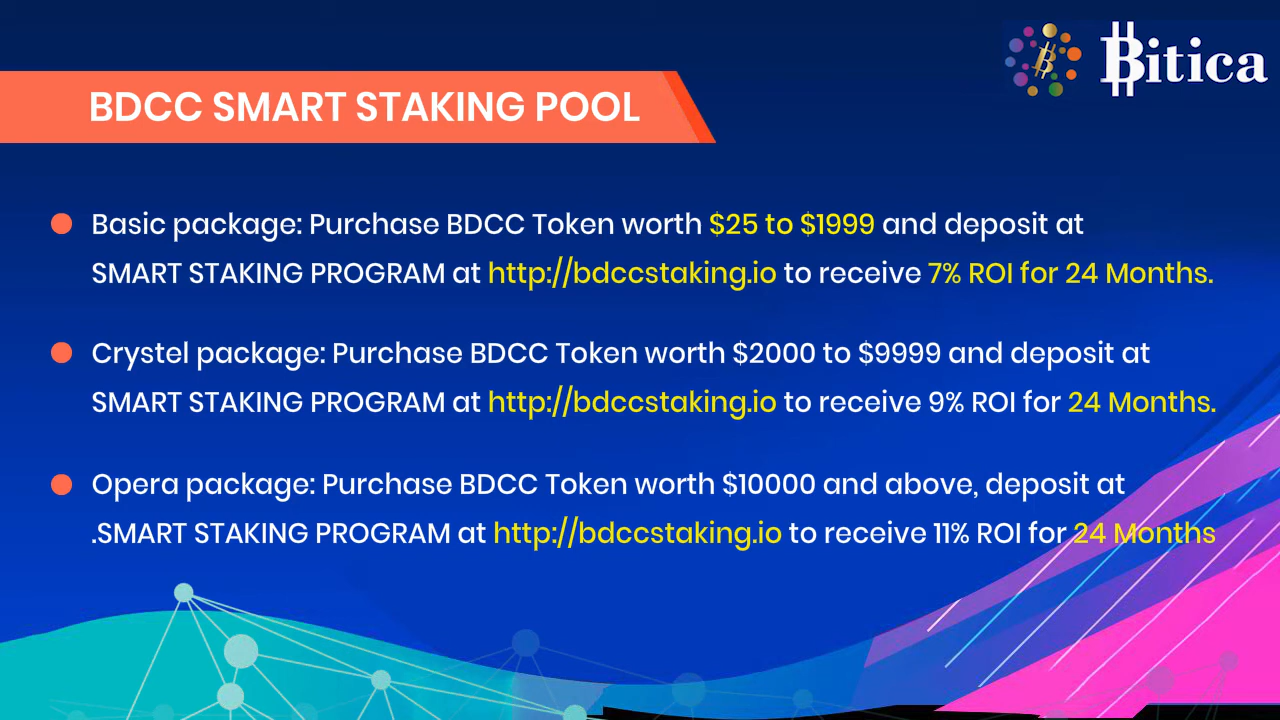 Bitica
BDCC SMART STAKING POOL
Basic package: Purchase BDCC Token worth $25 to $1999 and deposit at
SMART STAKING PROGRAM at http://bdccstaking.io to receive 7% ROI for 24 Months.
Crystel package: Purchase BDCC Token worth $2000 to $9999 and deposit at
SMART STAKING PROGRAM at http://bdccstaking.io to receive 9% ROI for 24 Months.
Opera package: Purchase BDCC Token worth $10000 and above, deposit at
.SMART STAKING PROGRAM at http://bdccstaking.io to receive 11% ROI for 24 Months